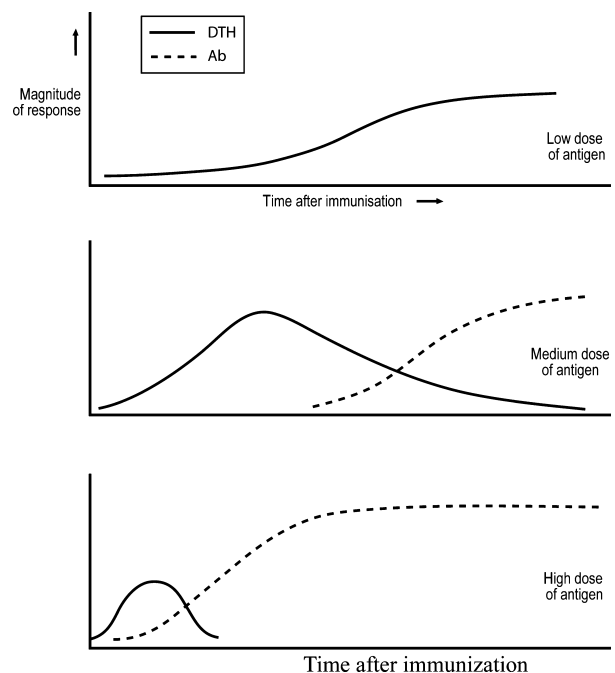 DTH
Ab
Magnitude
of response
Low dose
of antigen
Time after immunisation
Medium dose
of antigen
High dose
of antigen
Time after immunization